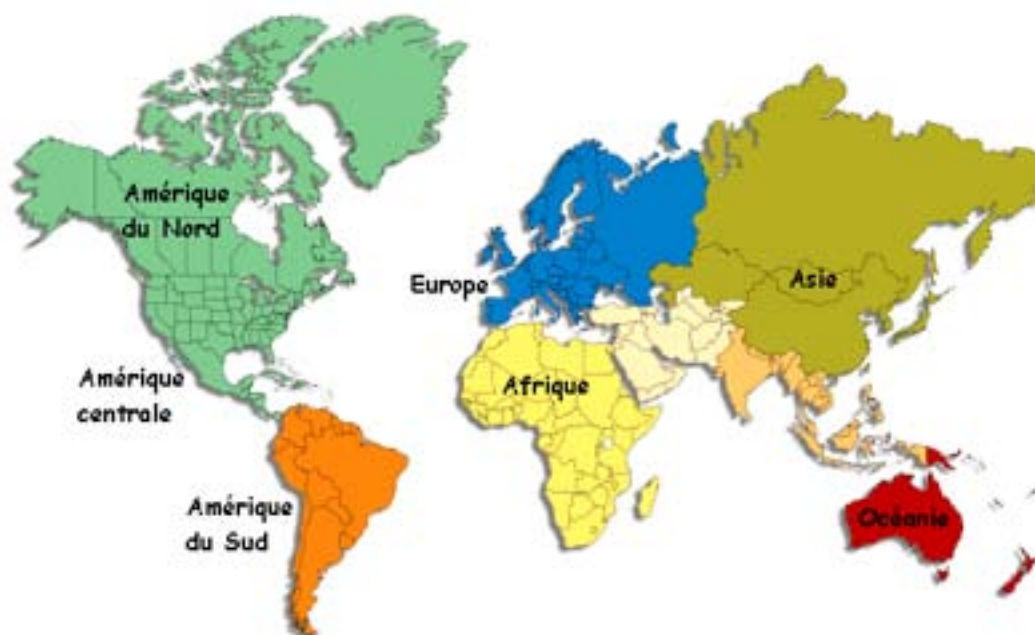 Amérique
du Nord
Europe
Asie
Amérique
centrale
Afrique
Amérique
du Sud
Océanie